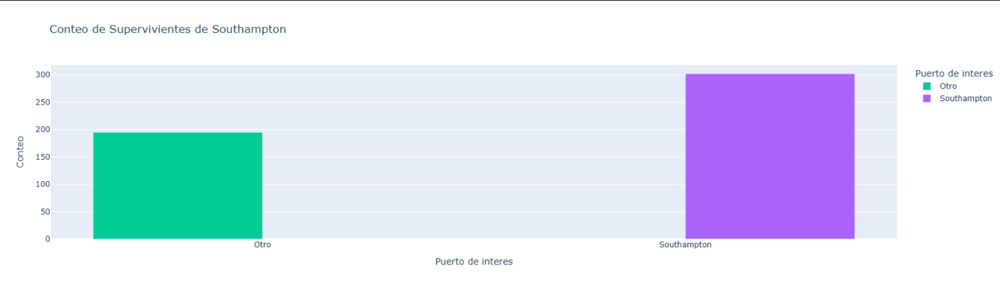 Conteo de Supervivientes de Southampton
Puerto de interes
Otro
Southampton
Conteo
300
250
200
150
100
50
0
Otro
Southampton
Puerto de interes